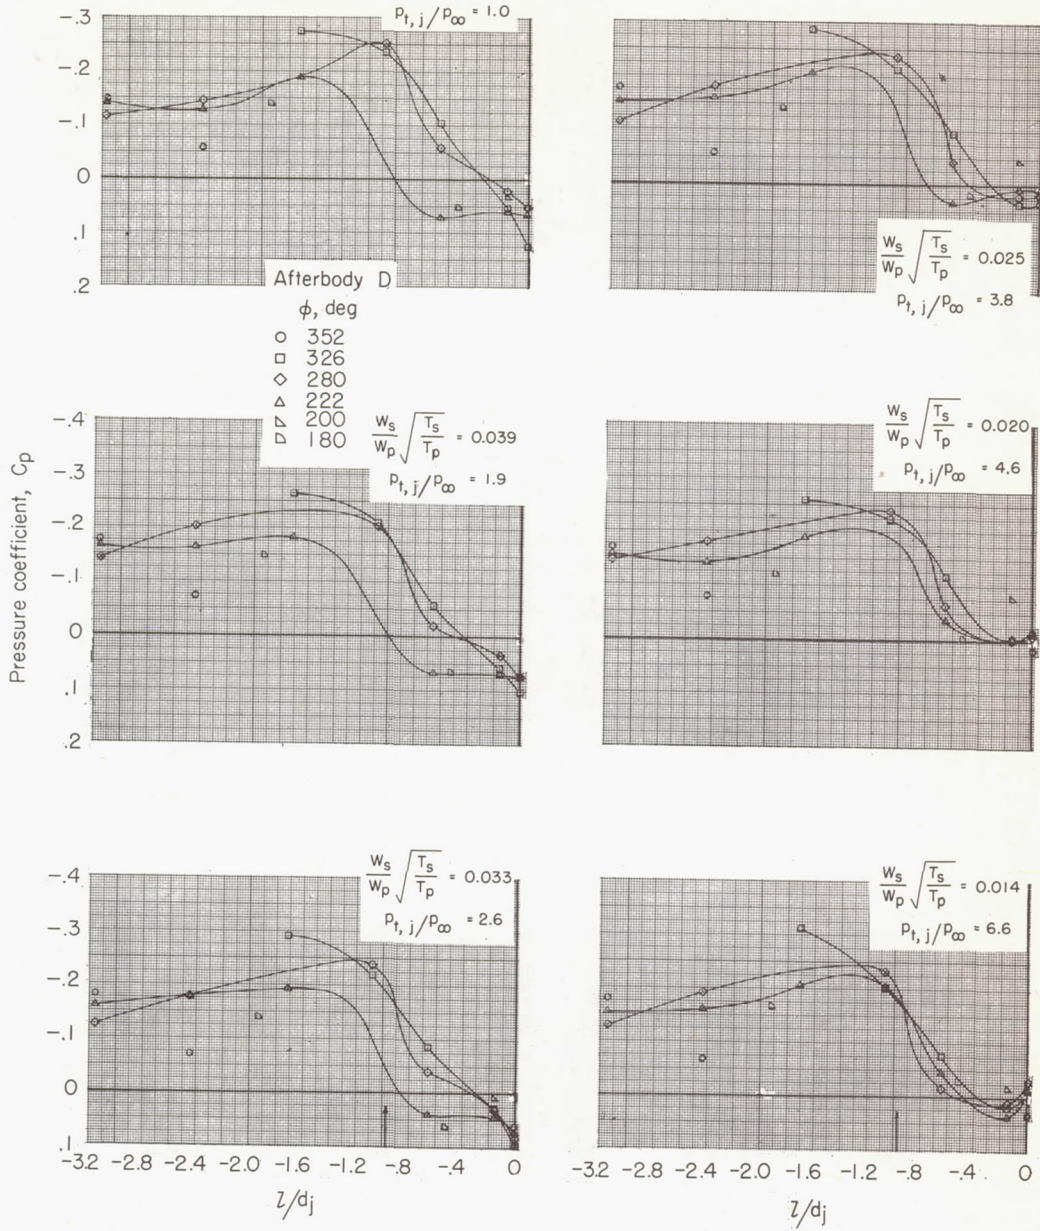 p_t,j/p_∞ = 1.0
-.3
-.2
-.1
0
.1
.2
W_s/W_p √(T_s/T_p) = 0.025
p_t,j/p_∞ = 3.8
Afterbody D
ϕ, deg
○ 352
□ 326
◇ 280
△ 222
◺ 200
▷ 180
Pressure coefficient, C_p
-.4
-.3
-.2
-.1
0
.1
.2
W_s/W_p √(T_s/T_p) = 0.039
p_t,j/p_∞ = 1.9
W_s/W_p √(T_s/T_p) = 0.020
p_t,j/p_∞ = 4.6
-.4
-.3
-.2
-.1
0
.1
W_s/W_p √(T_s/T_p) = 0.033
p_t,j/p_∞ = 2.6
W_s/W_p √(T_s/T_p) = 0.014
p_t,j/p_∞ = 6.6
-3.2 -2.8 -2.4 -2.0 -1.6 -1.2 -.8 -.4 0
l/d_j
-3.2 -2.8 -2.4 -2.0 -1.6 -1.2 -.8 -.4 0
l/d_j